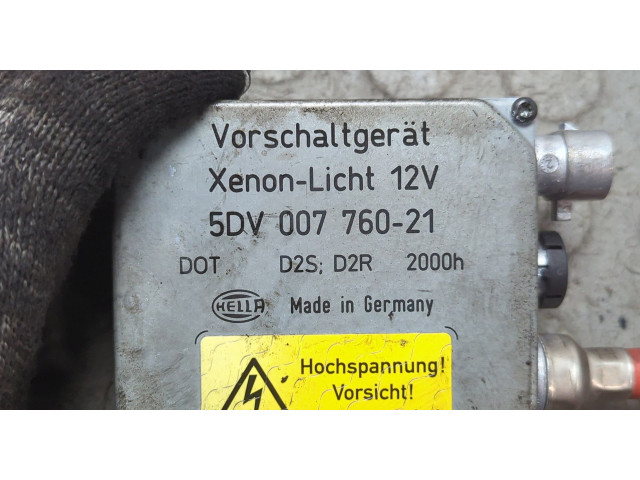 Vorschaltgerät
Xenon-Licht 12V
5DV 007 760-21
DOT D2S; D2R 2000h
HELLA Made in Germany
Hochspannung!
Vorsicht!